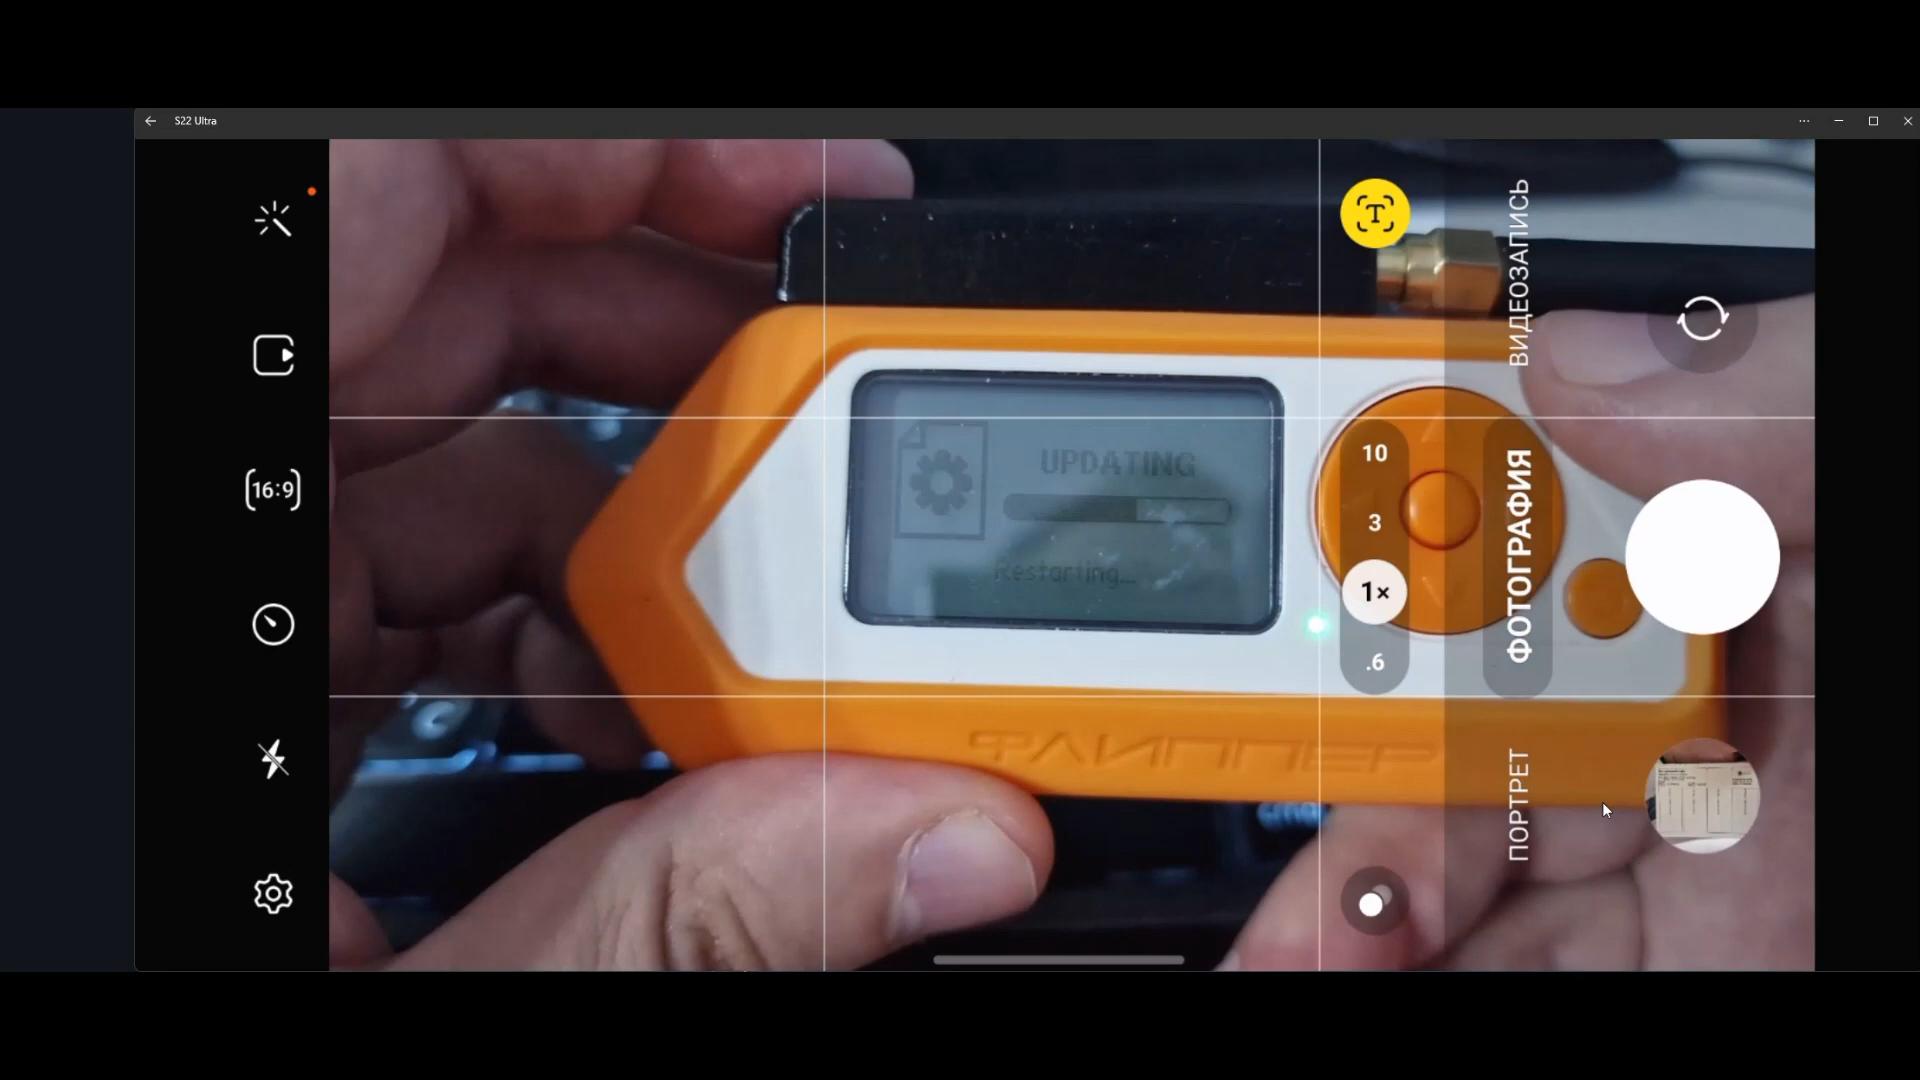 S22 Ultra
16:9
UPDATING
Restarting...
ФЛИППЕР
10
3
1×
.6
T
ВИДЕОЗАПИСЬ
ФОТОГРАФИЯ
ПОРТРЕТ